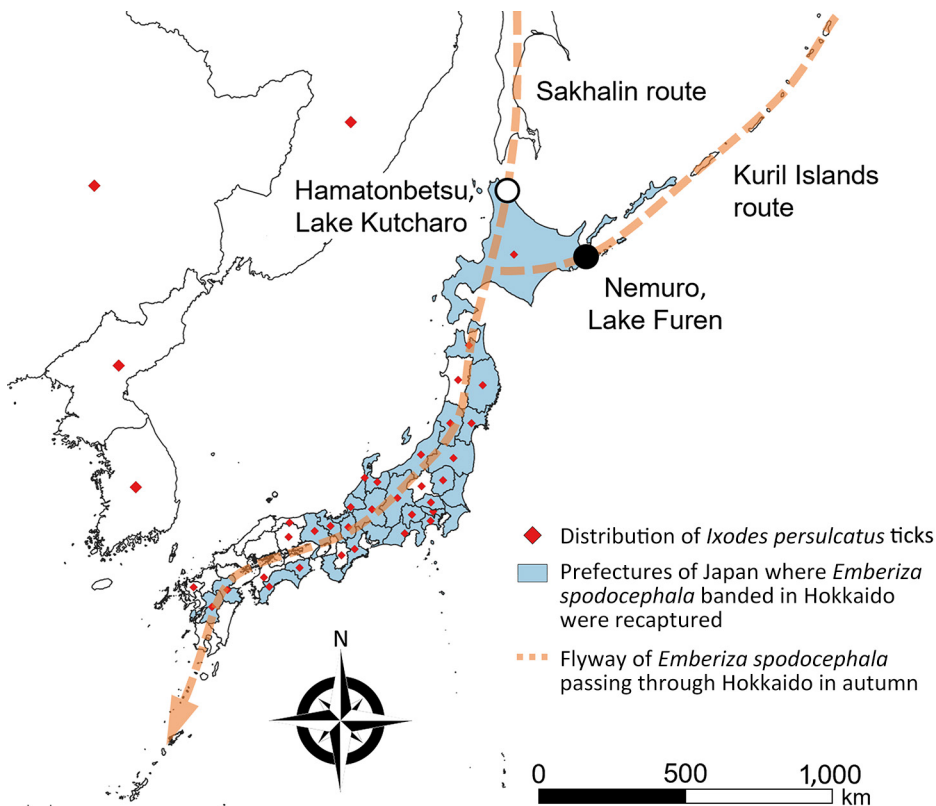 Sakhalin route
Kuril Islands
route
Hamatonbetsu,
Lake Kutcharo
Nemuro,
Lake Furen
Distribution of Ixodes persulcatus ticks
Prefectures of Japan where Emberiza
spodocephala banded in Hokkaido
were recaptured
Flyway of Emberiza spodocephala
passing through Hokkaido in autumn
N
0 500 1,000
km